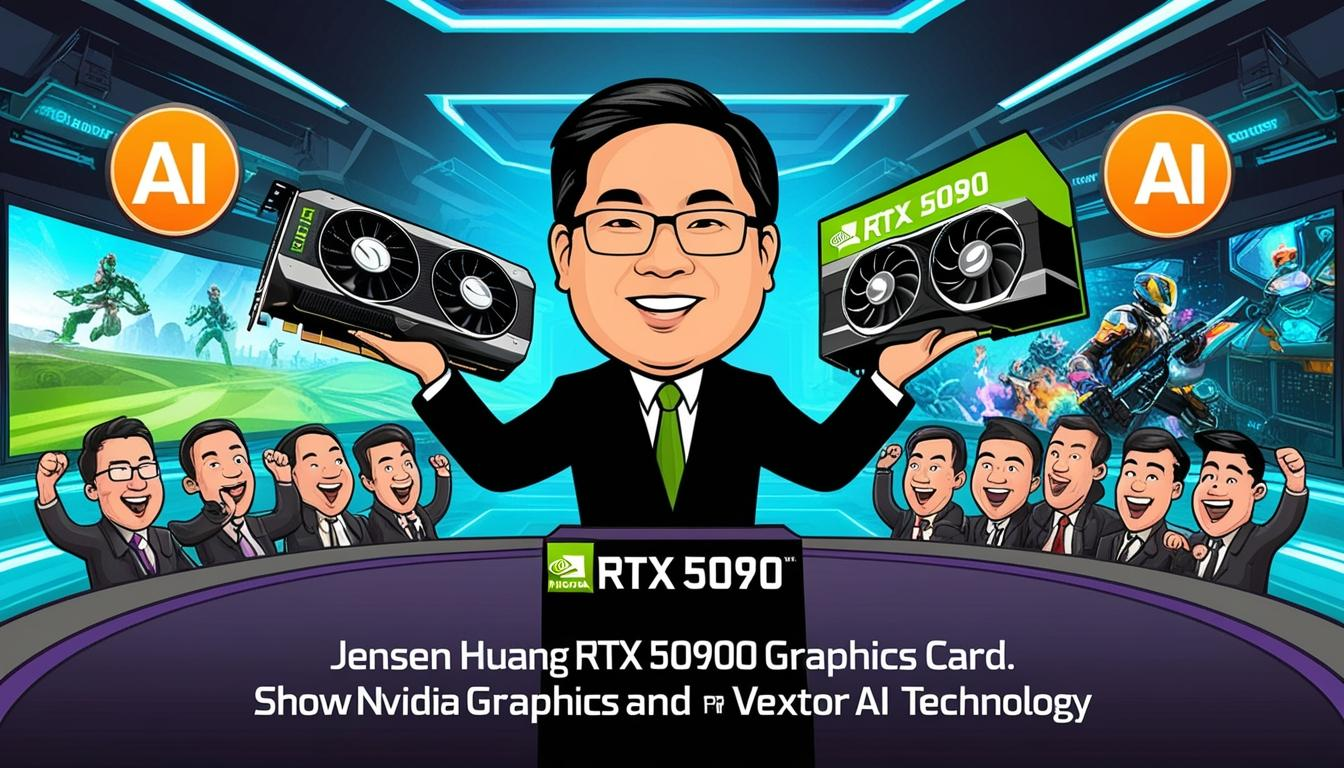 AI
AI
RTX 5090
RTX 5090
Jensen Huang RTX 50900 Graphics Card.
Show Nvidia Graphics and Vextor AI Technology